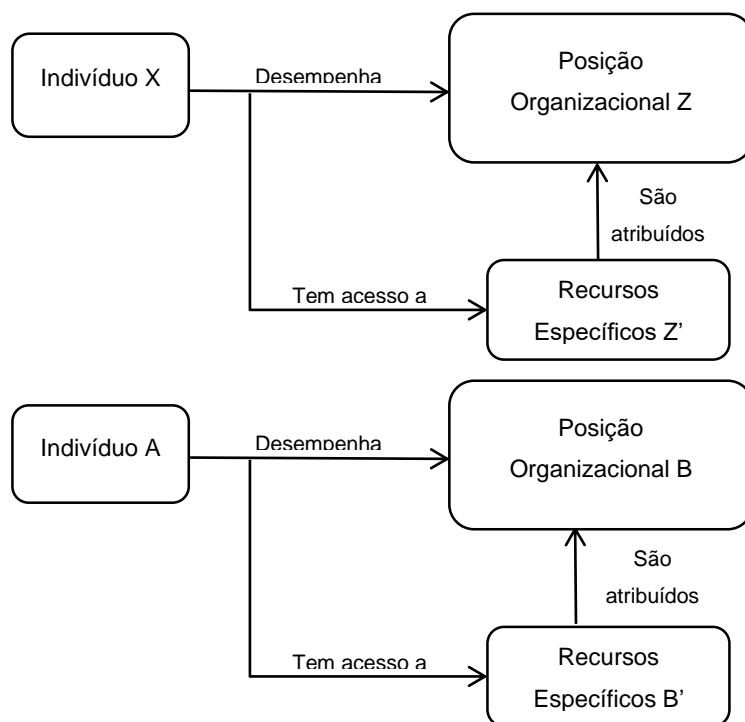 Indivíduo X
Desempenha
Posição
Organizacional Z
São
atribuídos
Tem acesso a
Recursos
Específicos Z’
Indivíduo A
Desempenha
Posição
Organizacional B
São
atribuídos
Tem acesso a
Recursos
Específicos B’